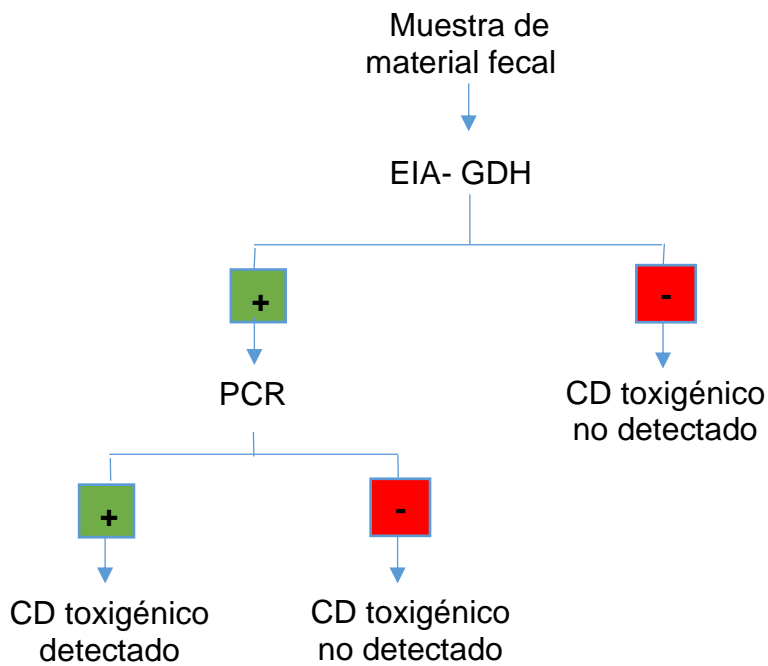 Muestra de
material fecal
EIA- GDH
+
-
PCR
CD toxigénico
no detectado
+
-
CD toxigénico
detectado
CD toxigénico
no detectado